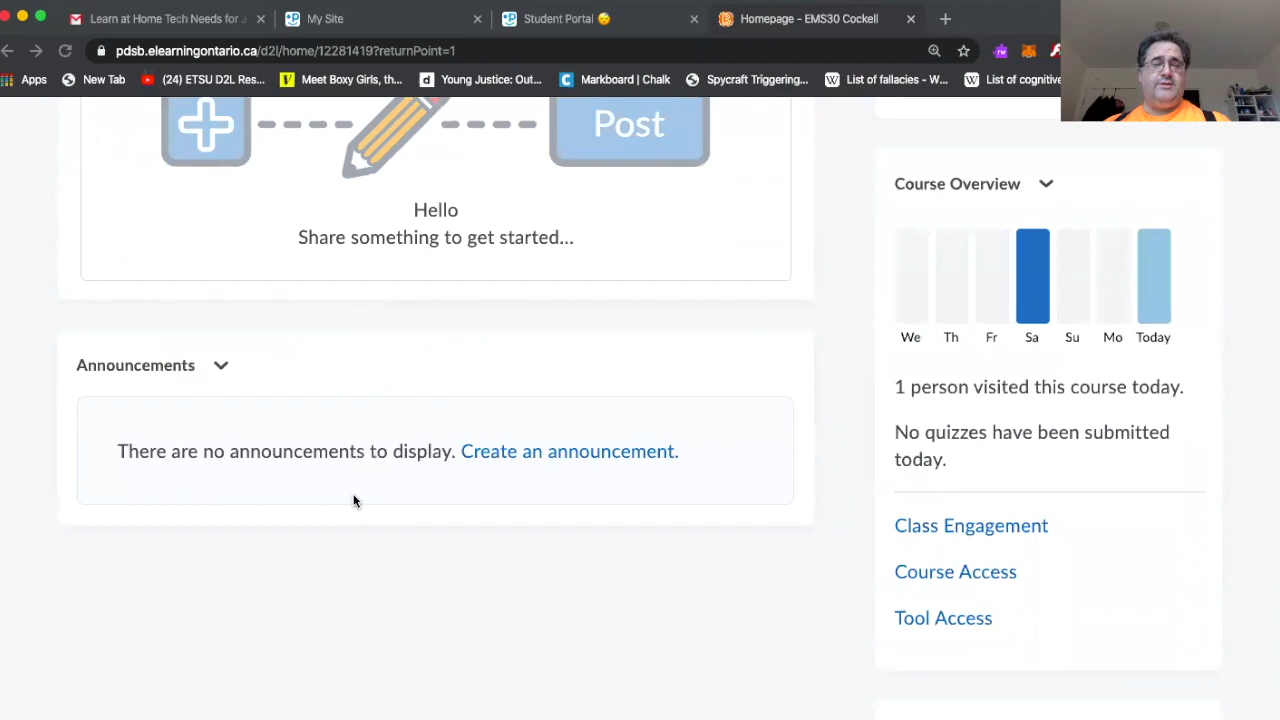 Learn at Home Tech Needs for J
My Site
Student Portal 😴
Homepage - EMS30 Cockell
pdsb.elearningontario.ca/d2l/home/12281419?returnPoint=1
Apps
New Tab
(24) ETSU D2L Res...
Meet Boxy Girls, th...
Young Justice: Out...
Markboard | Chalk
Spycraft Triggering...
List of fallacies - W...
List of cognitive
Post
Hello
Share something to get started...
Announcements
There are no announcements to display. Create an announcement.
Course Overview
We Th Fr Sa Su Mo Today
1 person visited this course today.
No quizzes have been submitted
today.
Class Engagement
Course Access
Tool Access